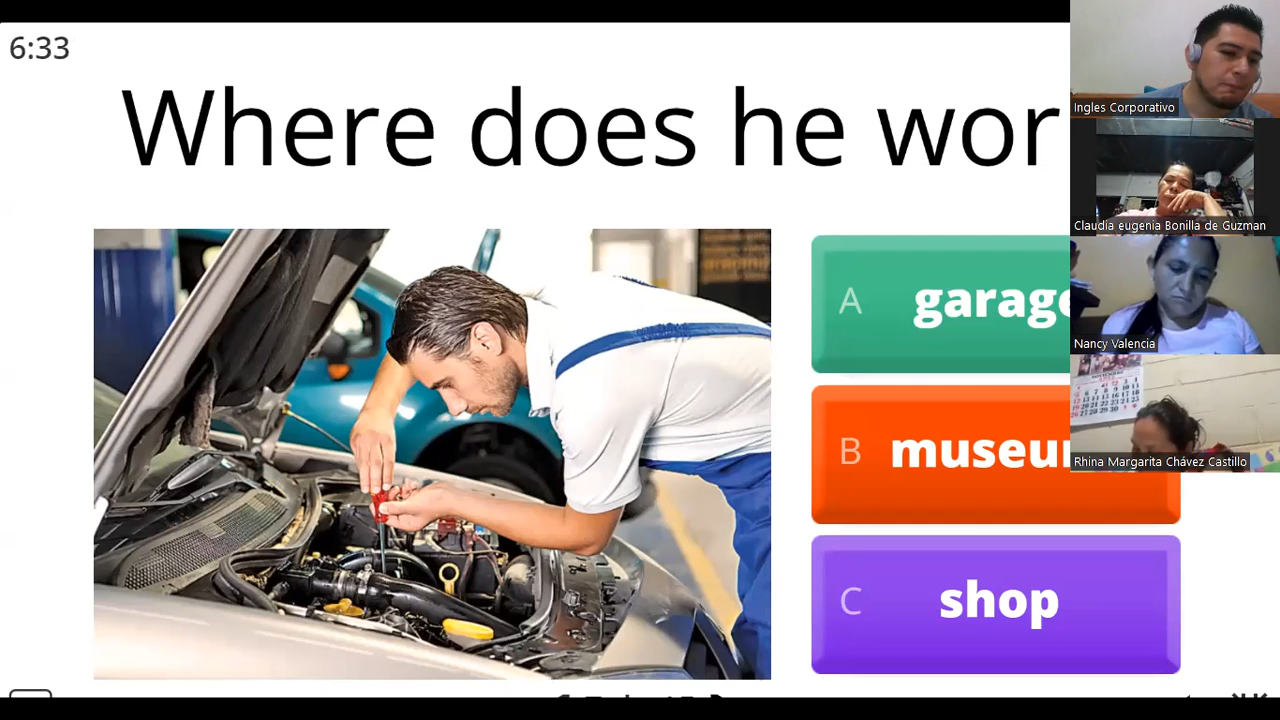 6:33
Where does he wor
A garage
B museu
C shop
Ingles Corporativo
Claudia eugenia Bonilla de Guzman
Nancy Valencia
Rhina Margarita Chávez Castillo